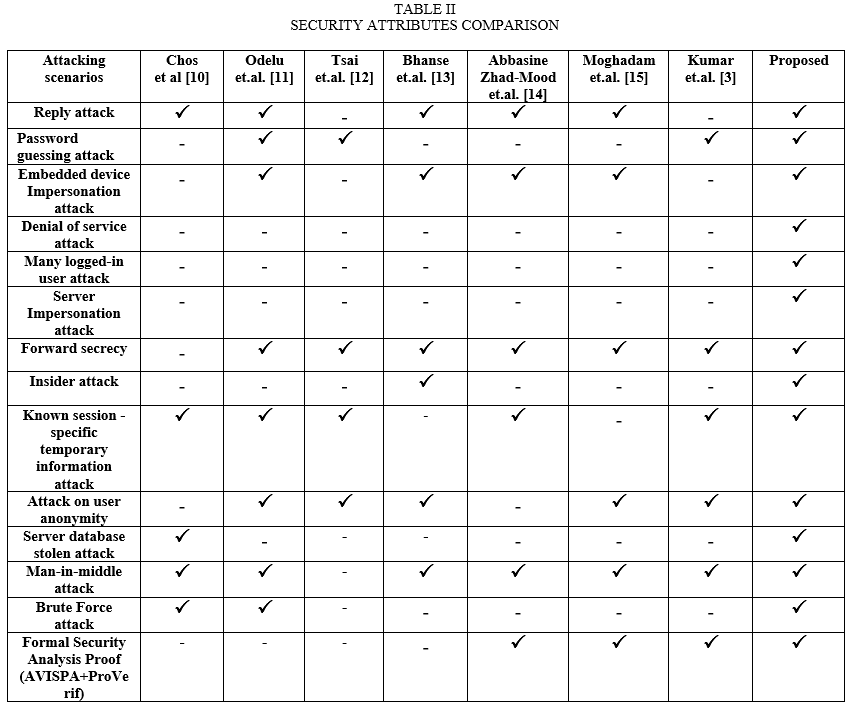 TABLE II
SECURITY ATTRIBUTES COMPARISON
Attacking scenarios | Chos et al [10] | Odelu et.al. [11] | Tsai et.al. [12] | Bhanse et.al. [13] | Abbasine Zhad-Mood et.al. [14] | Moghadam et.al. [15] | Kumar et.al. [3] | Proposed
Reply attack | ✓ | ✓ | - | ✓ | ✓ | ✓ | - | ✓
Password guessing attack | - | ✓ | ✓ | - | - | - | ✓ | ✓
Embedded device Impersonation attack | - | ✓ | - | ✓ | ✓ | ✓ | - | ✓
Denial of service attack | - | - | - | - | - | - | - | ✓
Many logged-in user attack | - | - | - | - | - | - | - | ✓
Server Impersonation attack | - | - | - | - | - | - | - | ✓
Forward secrecy | - | ✓ | ✓ | ✓ | ✓ | ✓ | ✓ | ✓
Insider attack | - | - | - | ✓ | - | - | - | ✓
Known session - specific temporary information attack | ✓ | ✓ | ✓ | - | ✓ | - | ✓ | ✓
Attack on user anonymity | - | ✓ | ✓ | ✓ | - | ✓ | ✓ | ✓
Server database stolen attack | ✓ | - | - | - | - | - | - | ✓
Man-in-middle attack | ✓ | ✓ | - | ✓ | ✓ | ✓ | ✓ | ✓
Brute Force attack | ✓ | ✓ | - | - | - | - | - | ✓
Formal Security Analysis Proof (AVISPA+ProVe rif) | - | - | - | - | ✓ | ✓ | ✓ | ✓